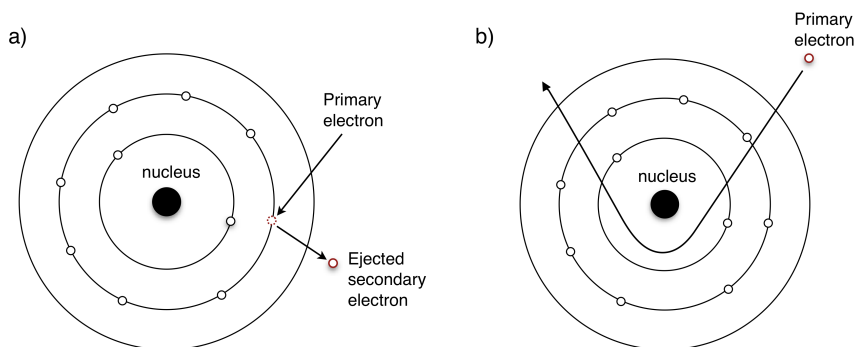 a)
Primary
electron
nucleus
Ejected
secondary
electron
b)
Primary
electron
nucleus